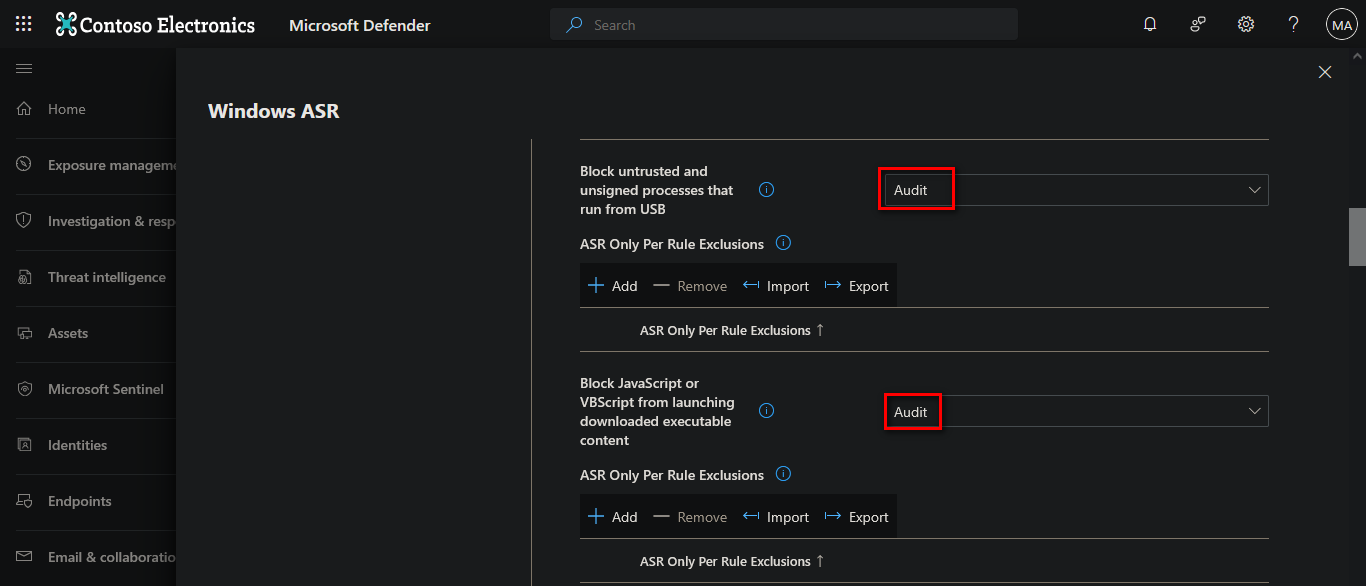 Contoso Electronics
Microsoft Defender
Search
MA
Home
Exposure manageme
Investigation & resp
Threat intelligence
Assets
Microsoft Sentinel
Identities
Endpoints
Email & collaboratio
Windows ASR
Block untrusted and
unsigned processes that
run from USB
Audit
ASR Only Per Rule Exclusions
Add Remove Import Export
ASR Only Per Rule Exclusions ↑
Block JavaScript or
VBScript from launching
downloaded executable
content
Audit
ASR Only Per Rule Exclusions
Add Remove Import Export
ASR Only Per Rule Exclusions ↑